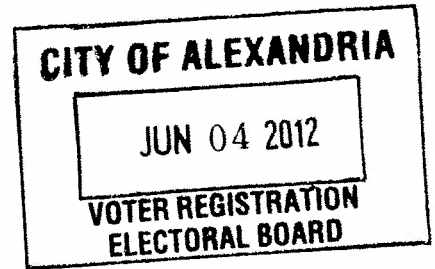 CITY OF ALEXANDRIA
JUN 04 2012
VOTER REGISTRATION
ELECTORAL BOARD